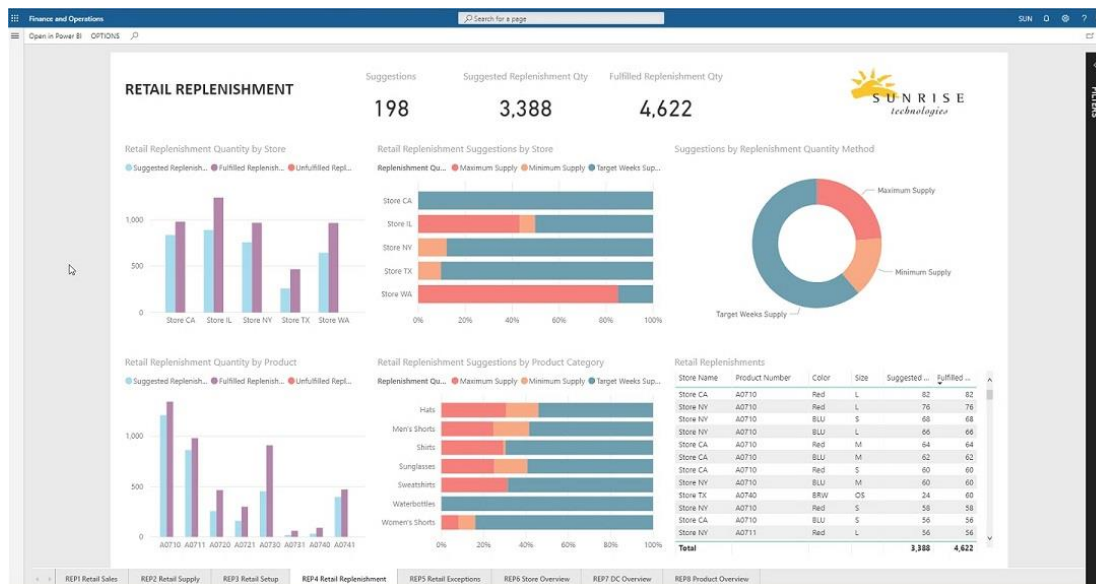 Finance and Operations
Search for a page
SUN
?
Open in Power BI OPTIONS
FILTERS
RETAIL REPLENISHMENT
Suggestions
198
Suggested Replenishment Qty
3,388
Fulfilled Replenishment Qty
4,622
SUNRISE
technologies
Retail Replenishment Quantity by Store
Suggested Replenish... Fulfilled Replenish... Unfulfilled Repl...
1,000
500
0
Store CA Store IL Store NY Store TX Store WA
Retail Replenishment Suggestions by Store
Replenishment Qu... Maximum Supply Minimum Supply Target Weeks Sup...
Store CA
Store IL
Store NY
Store TX
Store WA
0% 20% 40% 60% 80% 100%
Suggestions by Replenishment Quantity Method
Maximum Supply
Minimum Supply
Target Weeks Supply
Retail Replenishment Quantity by Product
Suggested Replenish... Fulfilled Replenish... Unfulfilled Repl...
1,000
500
0
A0710 A0711 A0720 A0721 A0730 A0731 A0740 A0741
Retail Replenishment Suggestions by Product Category
Replenishment Qu... Maximum Supply Minimum Supply Target Weeks Sup...
Hats
Men's Shorts
Shirts
Sunglasses
Sweatshirts
Waterbottles
Women's Shorts
0% 20% 40% 60% 80% 100%
Retail Replenishments
Store Name Product Number Color Size Suggested ... Fulfilled ...
Store CA A0710 Red L 82 82
Store NY A0710 Red L 76 76
Store NY A0710 BLU S 68 68
Store NY A0710 BLU L 66 66
Store CA A0710 Red M 64 64
Store CA A0710 BLU M 62 62
Store CA A0710 Red S 60 60
Store NY A0710 BLU M 60 60
Store TX A0740 BRW OS 24 60
Store NY A0710 Red S 58 58
Store CA A0710 BLU S 56 56
Store NY A0711 Red L 56 56
Total 3,388 4,622
REP1 Retail Sales REP2 Retail Supply REP3 Retail Setup REP4 Retail Replenishment REP5 Retail Exceptions REP6 Store Overview REP7 DC Overview REP8 Product Overview